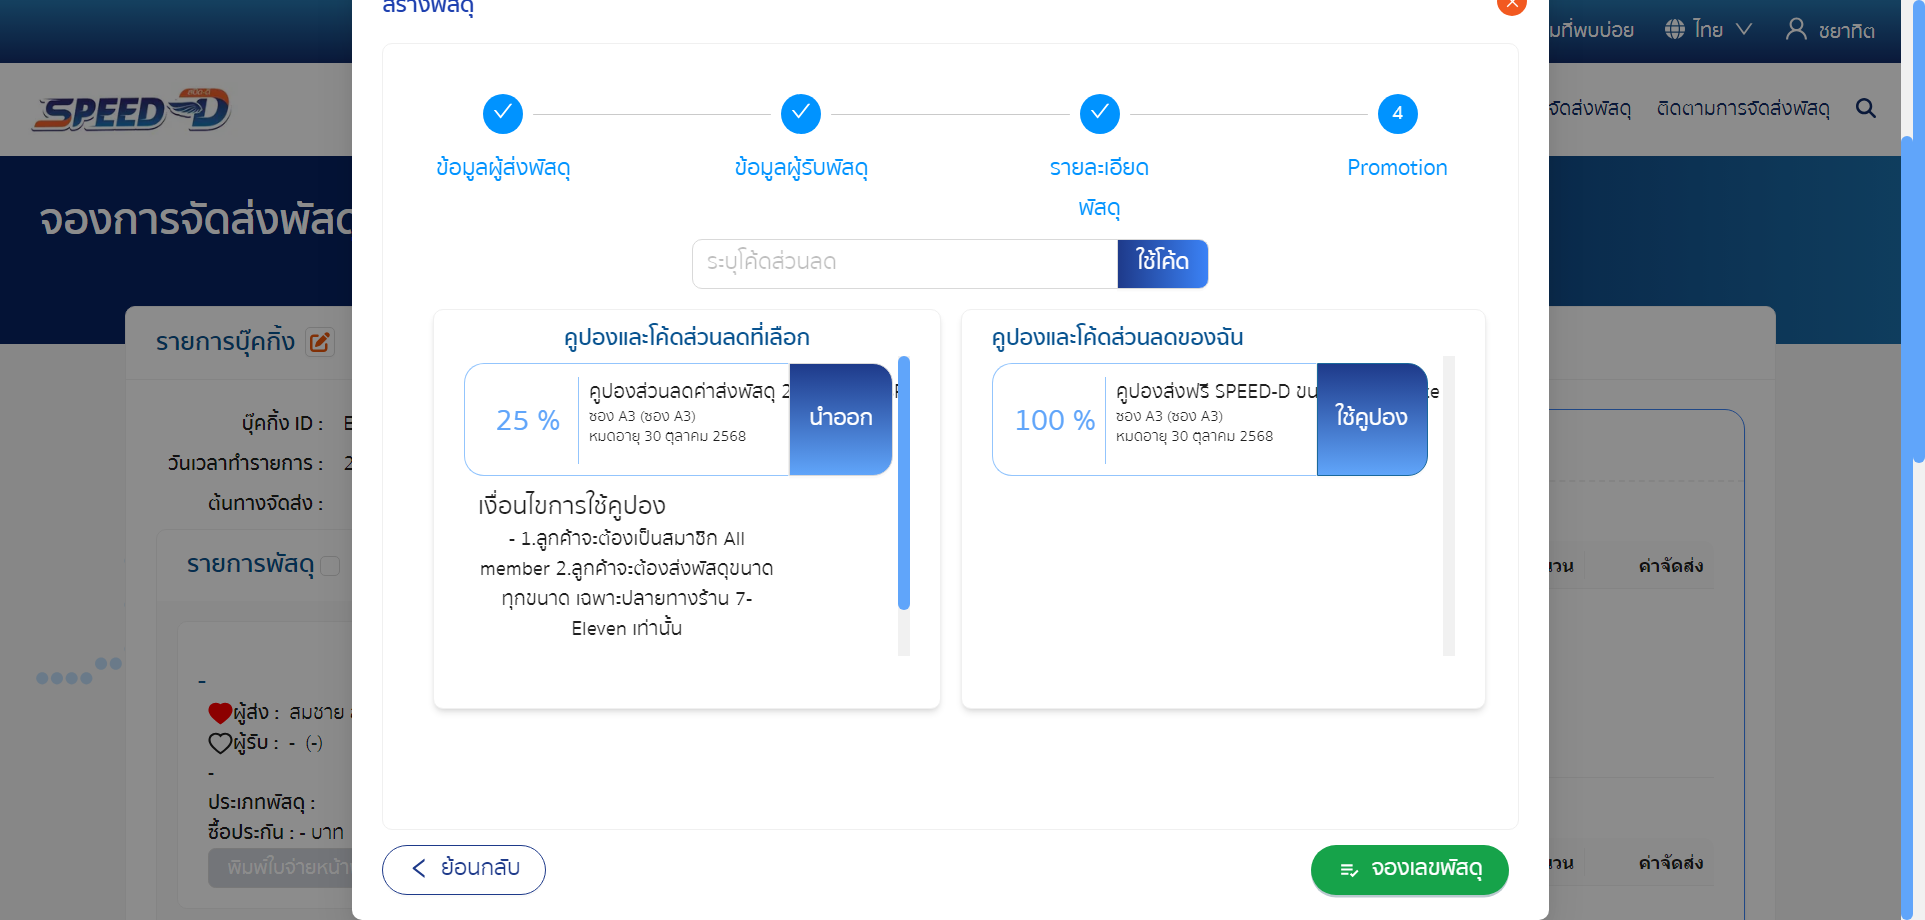 สร้างพัสดุ
ไทย
ชยาทิต
SPEED-D
จัดส่งพัสดุ
ติดตามการจัดส่งพัสดุ
จองการจัดส่งพัสดุ
4
ข้อมูลผู้ส่งพัสดุ
ข้อมูลผู้รับพัสดุ
รายละเอียด
พัสดุ
Promotion
ระบุโค้ดส่วนลด
ใช้โค้ด
รายการบุ๊คกิ้ง
คูปองและโค้ดส่วนลดที่เลือก
คูปองส่วนลดค่าส่งพัสดุ 2
25 %
ซอง A3 (ซอง A3)
หมดอายุ 30 ตุลาคม 2568
นำออก
เงื่อนไขการใช้คูปอง
- 1.ลูกค้าจะต้องเป็นสมาชิก All
member 2.ลูกค้าจะต้องส่งพัสดุขนาด
ทุกขนาด เฉพาะปลายทางร้าน 7-
Eleven เท่านั้น
คูปองและโค้ดส่วนลดของฉัน
คูปองส่งฟรี SPEED-D ขน
100 %
ซอง A3 (ซอง A3)
หมดอายุ 30 ตุลาคม 2568
ใช้คูปอง
บุ๊คกิ้ง ID :
วันเวลาทำรายการ : 2
ต้นทางจัดส่ง :
รายการพัสดุ
ค่าจัดส่ง
-
ผู้ส่ง : สมชาย
ผู้รับ : - (-)
-
ประเภทพัสดุ :
ซื้อประกัน : - บาท
พิมพ์ใบจ่ายหน้า
ค่าจัดส่ง
ย้อนกลับ
จองเลขพัสดุ